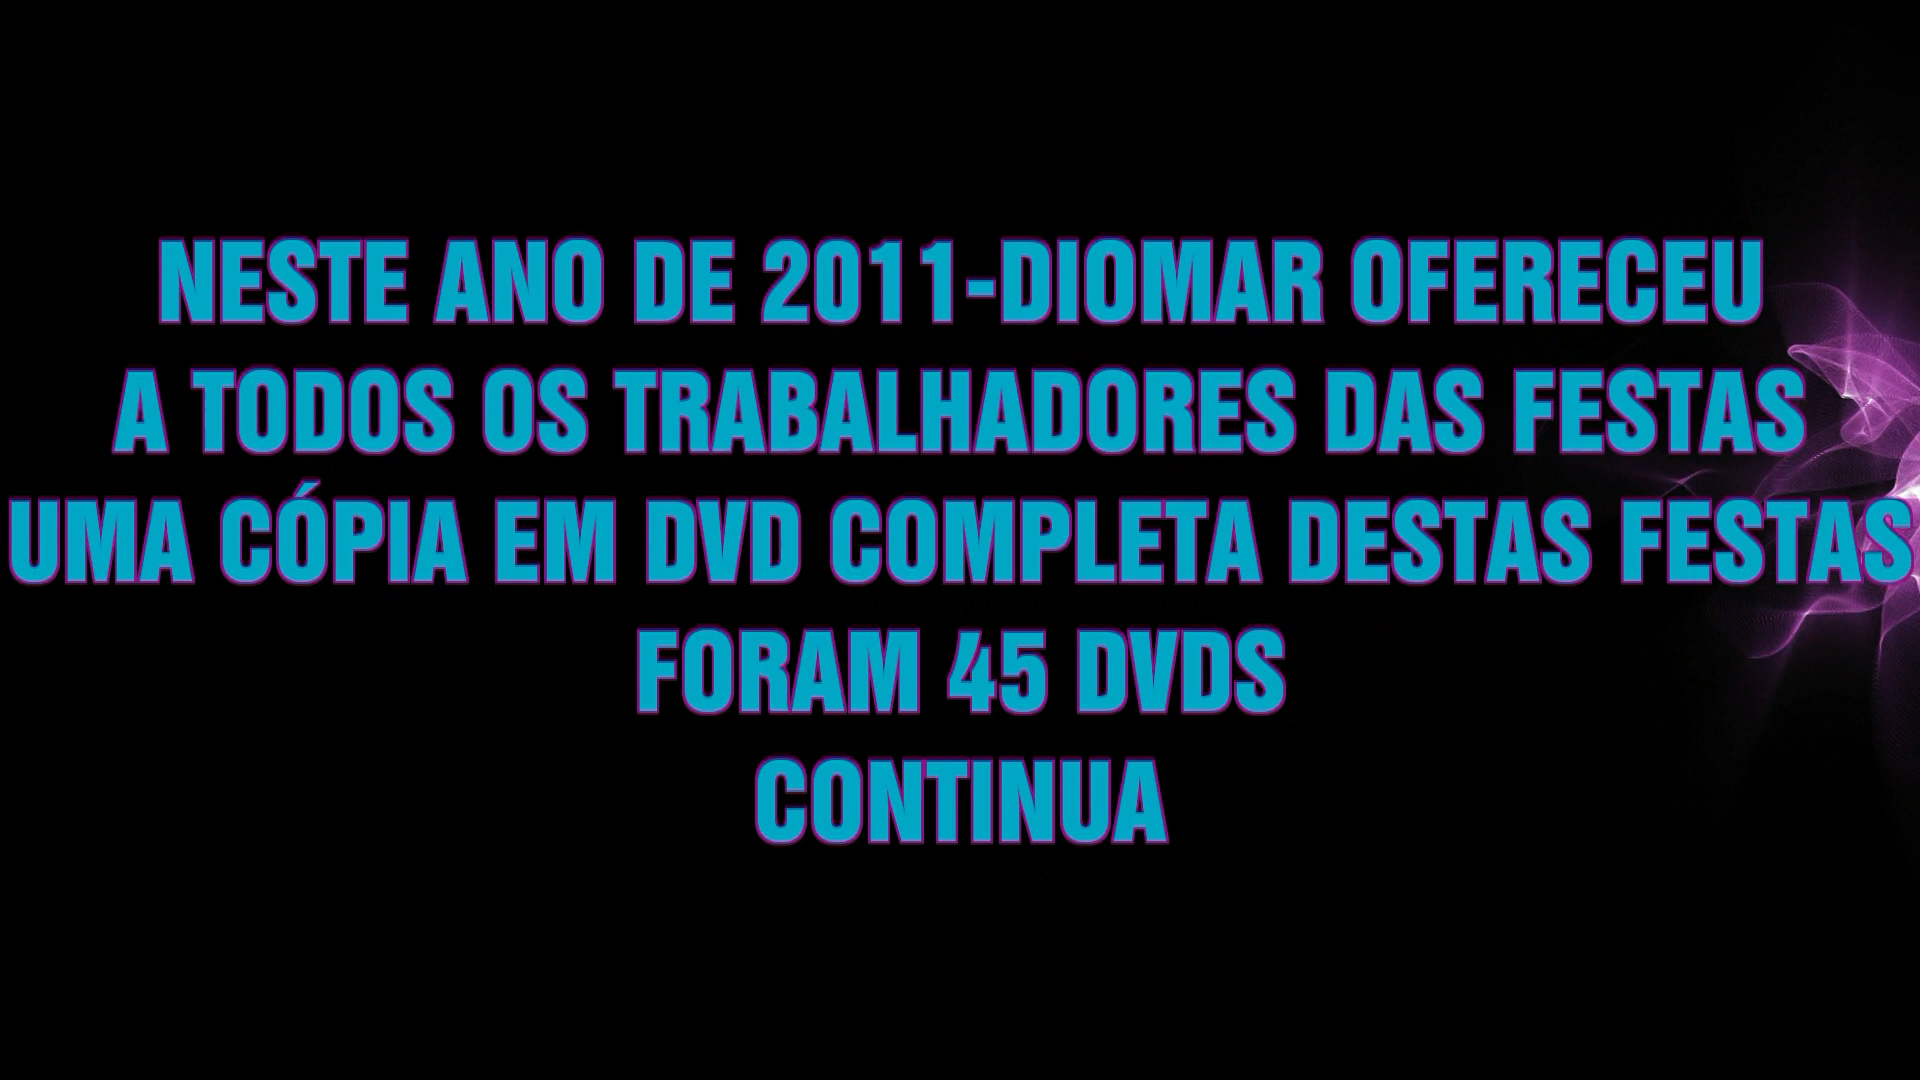 NESTE ANO DE 2011-DIOMAR OFERECEU
A TODOS OS TRABALHADORES DAS FESTAS
UMA CÓPIA EM DVD COMPLETA DESTAS FESTAS
FORAM 45 DVDS
CONTINUA